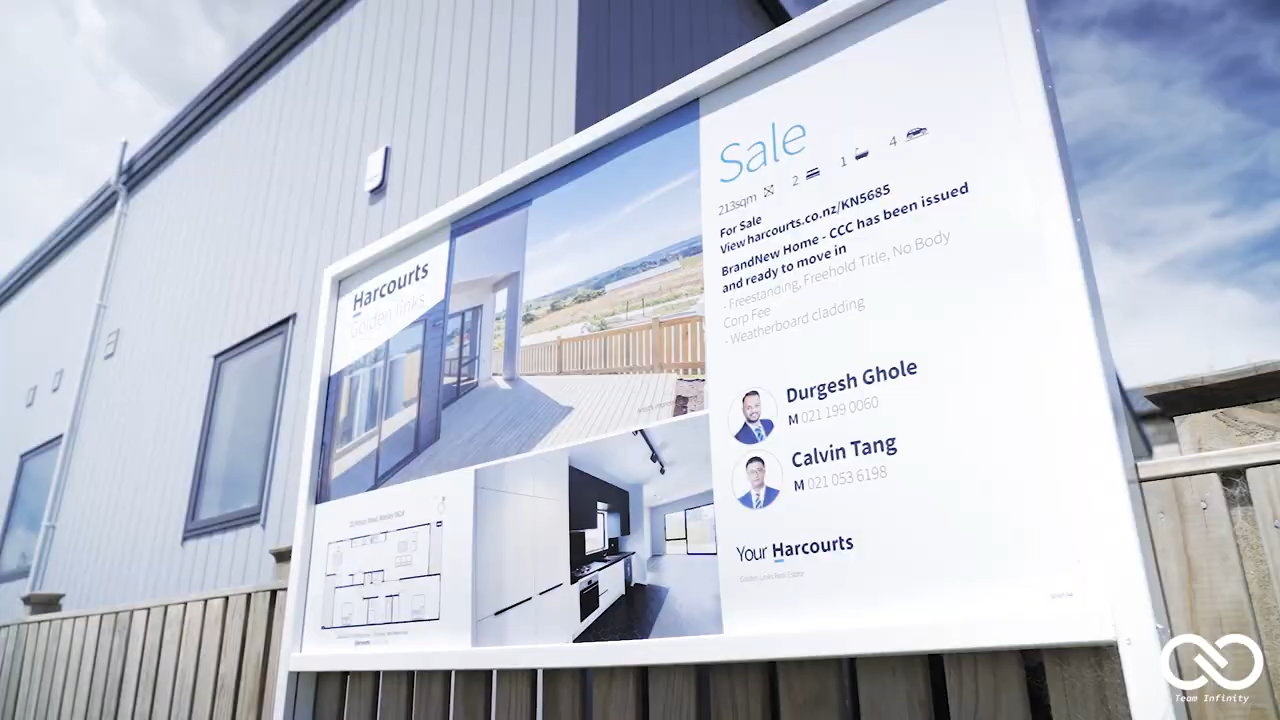 Harcourts
Golden links
Sale
213sqm 2 1 4
For Sale
View harcourts.co.nz/KN5685
BrandNew Home - CCC has been issued
and ready to move in
- Freestanding, Freehold Title, No Body
Corp Fee
- Weatherboard cladding
Durgesh Ghole
M 021 199 0060
Calvin Tang
M 021 053 6198
Your Harcourts
Golden Links Real Estate
Team Infinity